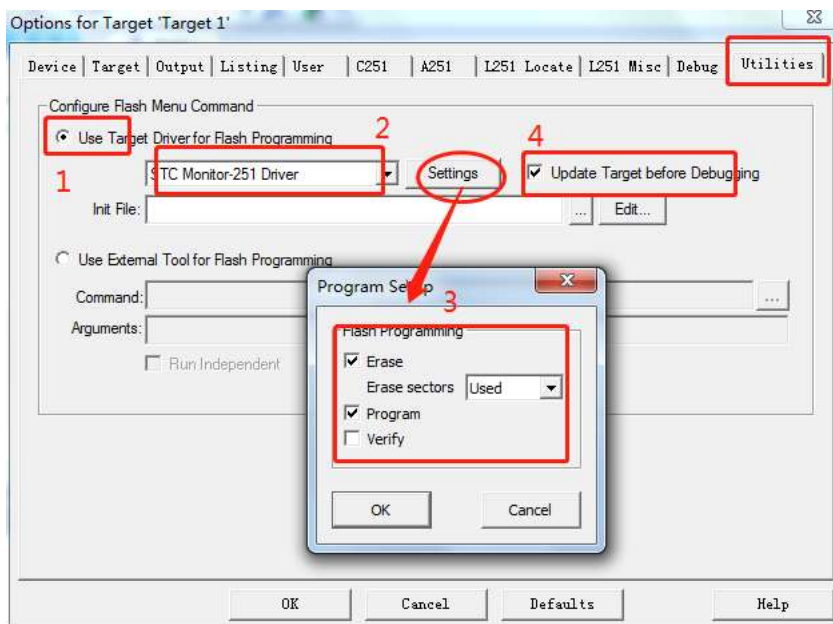 Options for Target 'Target 1'
Device Target Output Listing User C251 A251 L251 Locate L251 Misc Debug Utilities
Configure Flash Menu Command
Use Target Driver for Flash Programming 2 4
1 STC Monitor-251 Driver Settings Update Target before Debugging
Init File: ... Edit...
Use External Tool for Flash Programming
Command: ...
Arguments:
Run Independent
Program Setup
3
Flash Programming
Erase
Erase sectors Used
Program
Verify
OK Cancel
OK Cancel Defaults Help